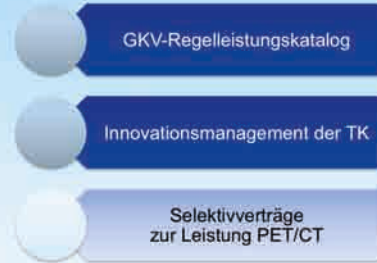 GKV-Regelleistungskatalog
Innovationsmanagement der TK
Selektivverträge
zur Leistung PET/CT